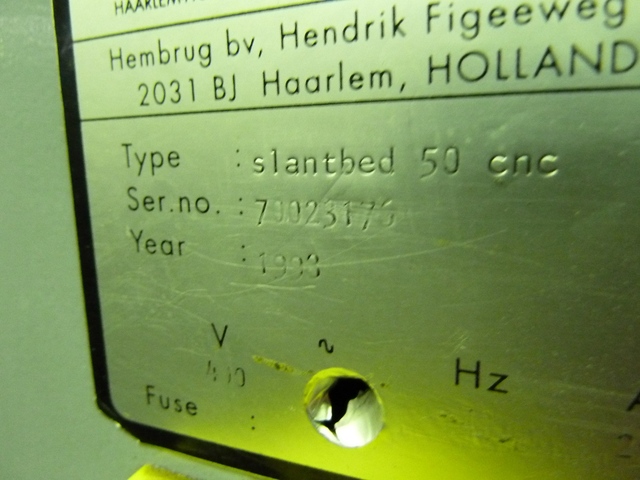 Hembrug bv, Hendrik Figeeweg
2031 BJ Haarlem, HOLLAND
Type : slantbed 50 cnc
Ser.no. :
Year :
V ~ Hz
Fuse :